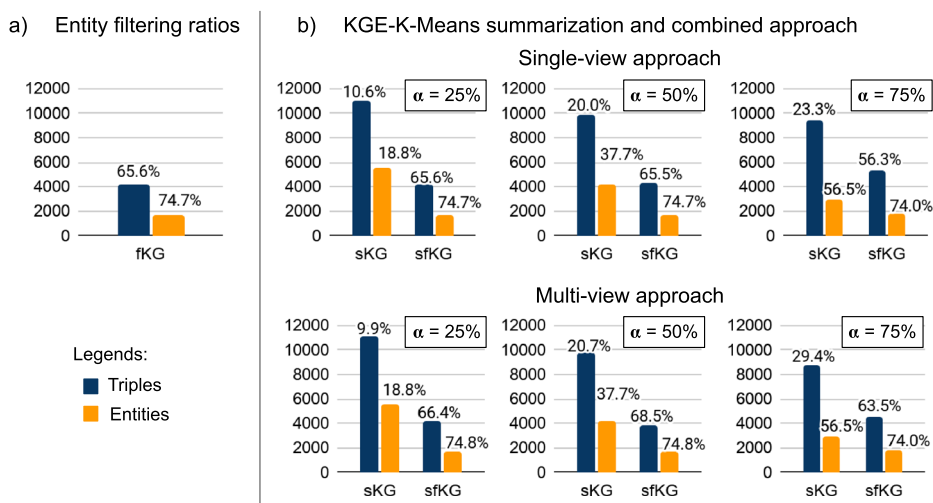 a) Entity filtering ratios
b) KGE-K-Means summarization and combined approach
Single-view approach
12000
10000
8000
6000
4000
2000
0
65.6%
74.7%
fKG
12000
10000
8000
6000
4000
2000
0
10.6%
α = 25%
18.8%
65.6%
74.7%
sKG
sfKG
12000
10000
8000
6000
4000
2000
0
20.0%
α = 50%
37.7%
65.5%
74.7%
sKG
sfKG
12000
10000
8000
6000
4000
2000
0
23.3%
α = 75%
56.5%
56.3%
74.0%
sKG
sfKG
Multi-view approach
Legends:
Triples
Entities
12000
10000
8000
6000
4000
2000
0
9.9%
α = 25%
18.8%
66.4%
74.8%
sKG
sfKG
12000
10000
8000
6000
4000
2000
0
20.7%
α = 50%
37.7%
68.5%
74.8%
sKG
sfKG
12000
10000
8000
6000
4000
2000
0
29.4%
α = 75%
56.5%
63.5%
74.0%
sKG
sfKG